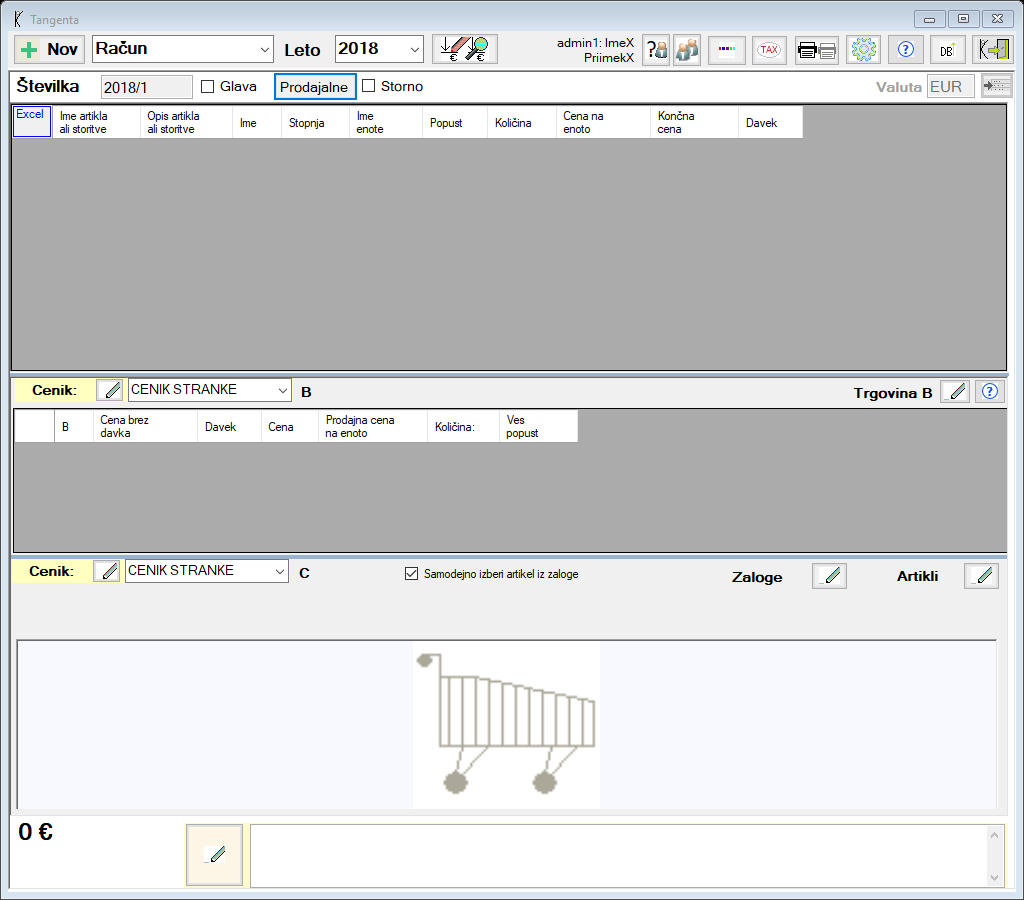 Tangenta
Nov
Račun
Leto
2018
€ €
admin1: ImeX
PriimekX
?
TAX
?
DB
Številka
2018/1
Glava
Prodajalne
Storno
Valuta
EUR
Excel
Ime artikla
ali storitve
Opis artikla
ali storitve
Ime
Stopnja
Ime
enote
Popust
Količina
Cena na
enoto
Končna
cena
Davek
Cenik:
CENIK STRANKE
B
Trgovina B
?
B
Cena brez
davka
Davek
Cena
Prodajna cena
na enoto
Količina:
Ves
popust
Cenik:
CENIK STRANKE
C
Samodejno izberi artikel iz zaloge
Zaloge
Artikli
0 €